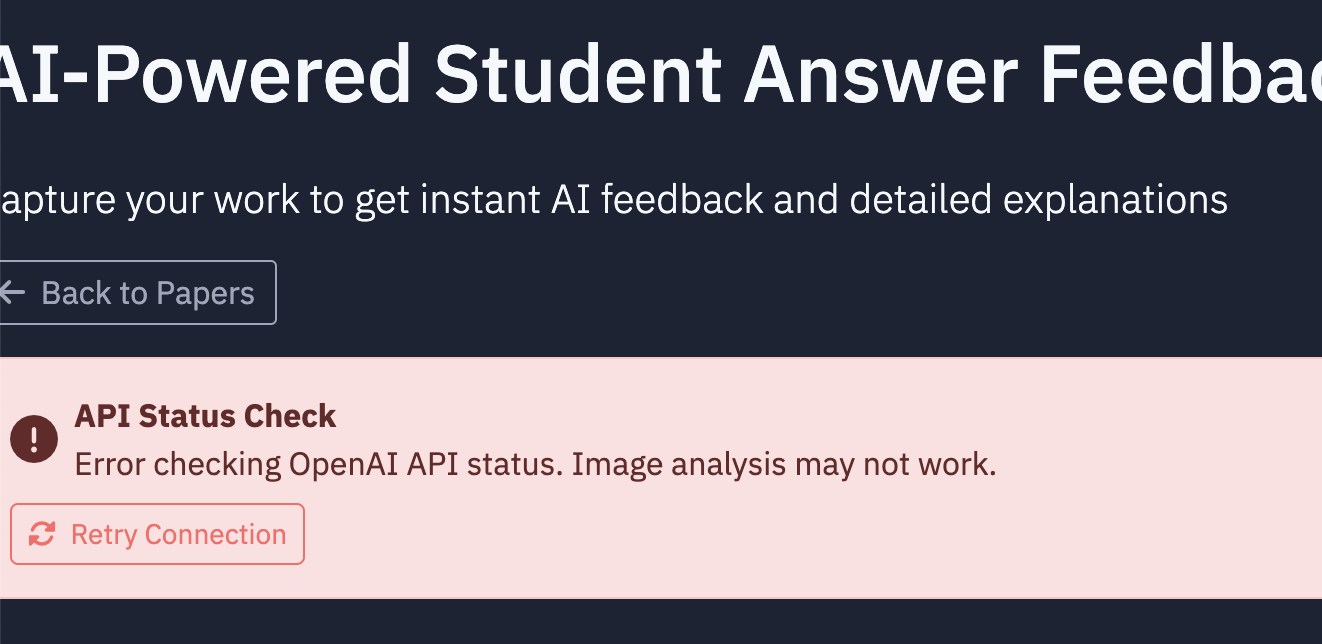 AI-Powered Student Answer Feedbac
apture your work to get instant AI feedback and detailed explanations
← Back to Papers
API Status Check
Error checking OpenAI API status. Image analysis may not work.
Retry Connection